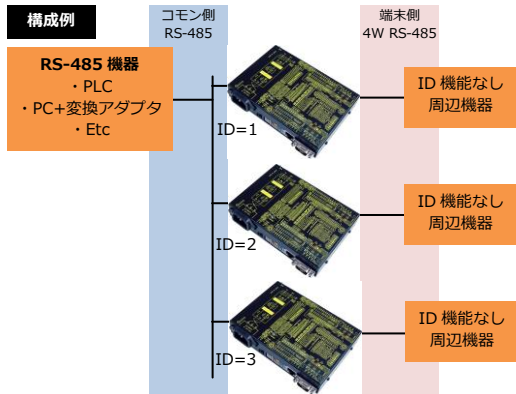 構成例
コモン側
RS-485
端末側
4W RS-485
RS-485 機器
・PLC
・PC+変換アダプタ
・Etc
ID=1
ID 機能なし
周辺機器
ID=2
ID 機能なし
周辺機器
ID=3
ID 機能なし
周辺機器